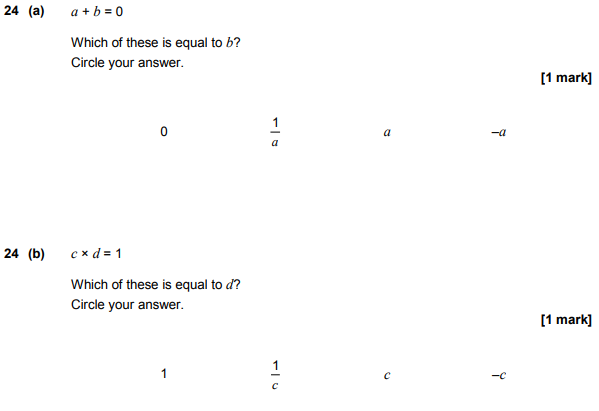 24 (a) a + b = 0
Which of these is equal to b?
Circle your answer.
[1 mark]
0 1/a a –a
24 (b) c × d = 1
Which of these is equal to d?
Circle your answer.
[1 mark]
1 1/c c –c